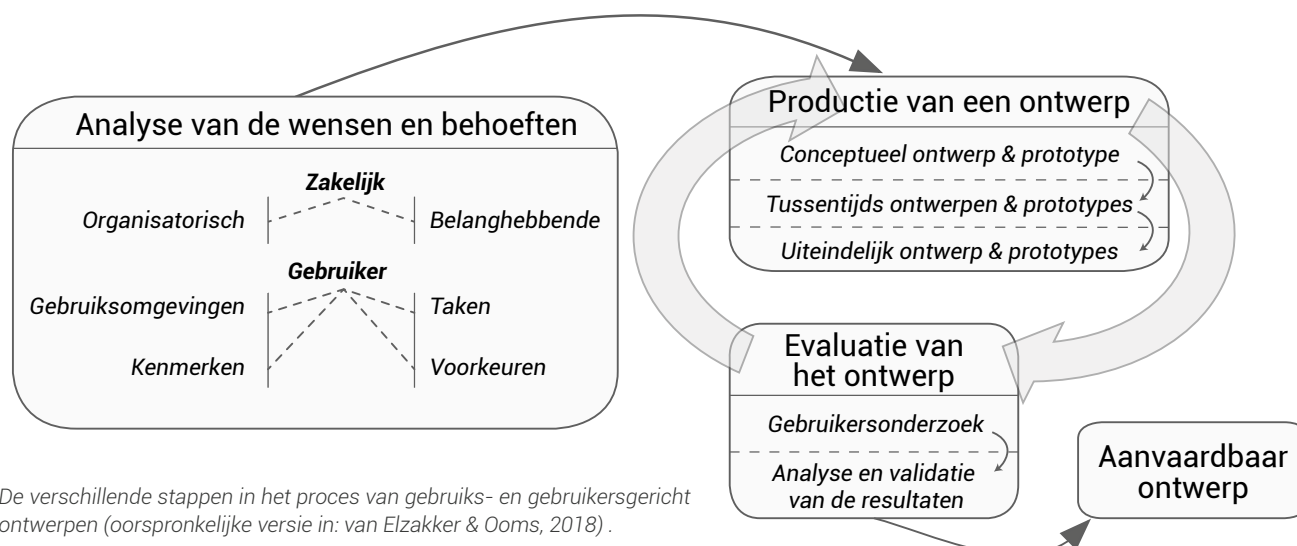 Analyse van de wensen en behoeften
Zakelijk
Organisatorisch
Belanghebbende
Gebruiker
Gebruiksomgevingen
Taken
Kenmerken
Voorkeuren
Productie van een ontwerp
Conceptueel ontwerp & prototype
Tussentijds ontwerpen & prototypes
Uiteindelijk ontwerp & prototypes
Evaluatie van
het ontwerp
Gebruikersonderzoek
Analyse en validatie
van de resultaten
Aanvaardbaar
ontwerp
De verschillende stappen in het proces van gebruiks- en gebruikersgericht
ontwerpen (oorspronkelijke versie in: van Elzakker & Ooms, 2018) .